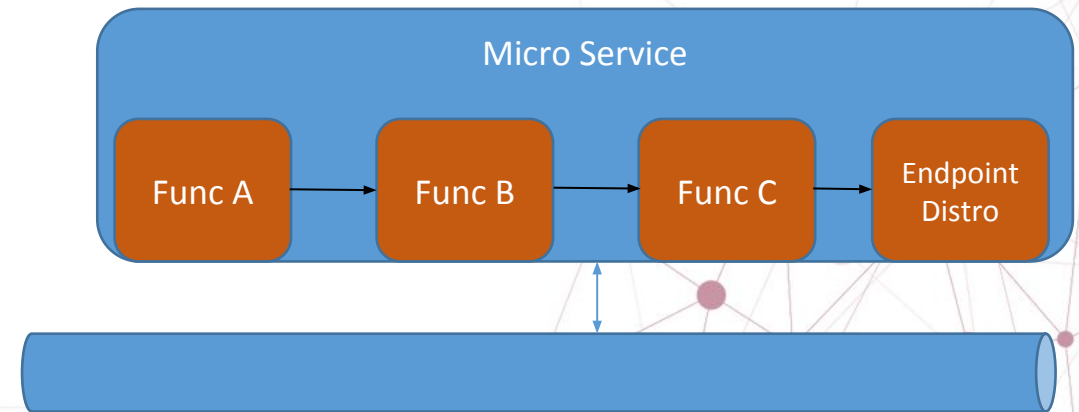 Micro Service
Func A
Func B
Func C
Endpoint
Distro